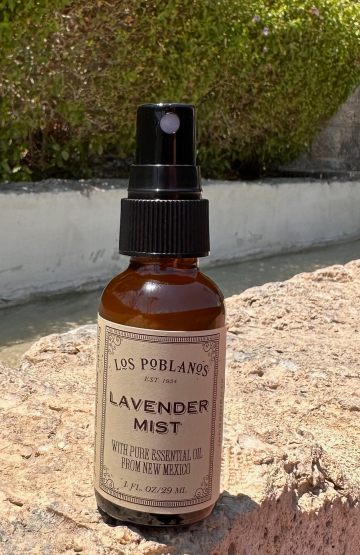 LOS POBLANOS
EST 1934
LAVENDER
MIST
WITH PURE ESSENTIAL OIL
FROM NEW MEXICO
1 FL. OZ/29 ML